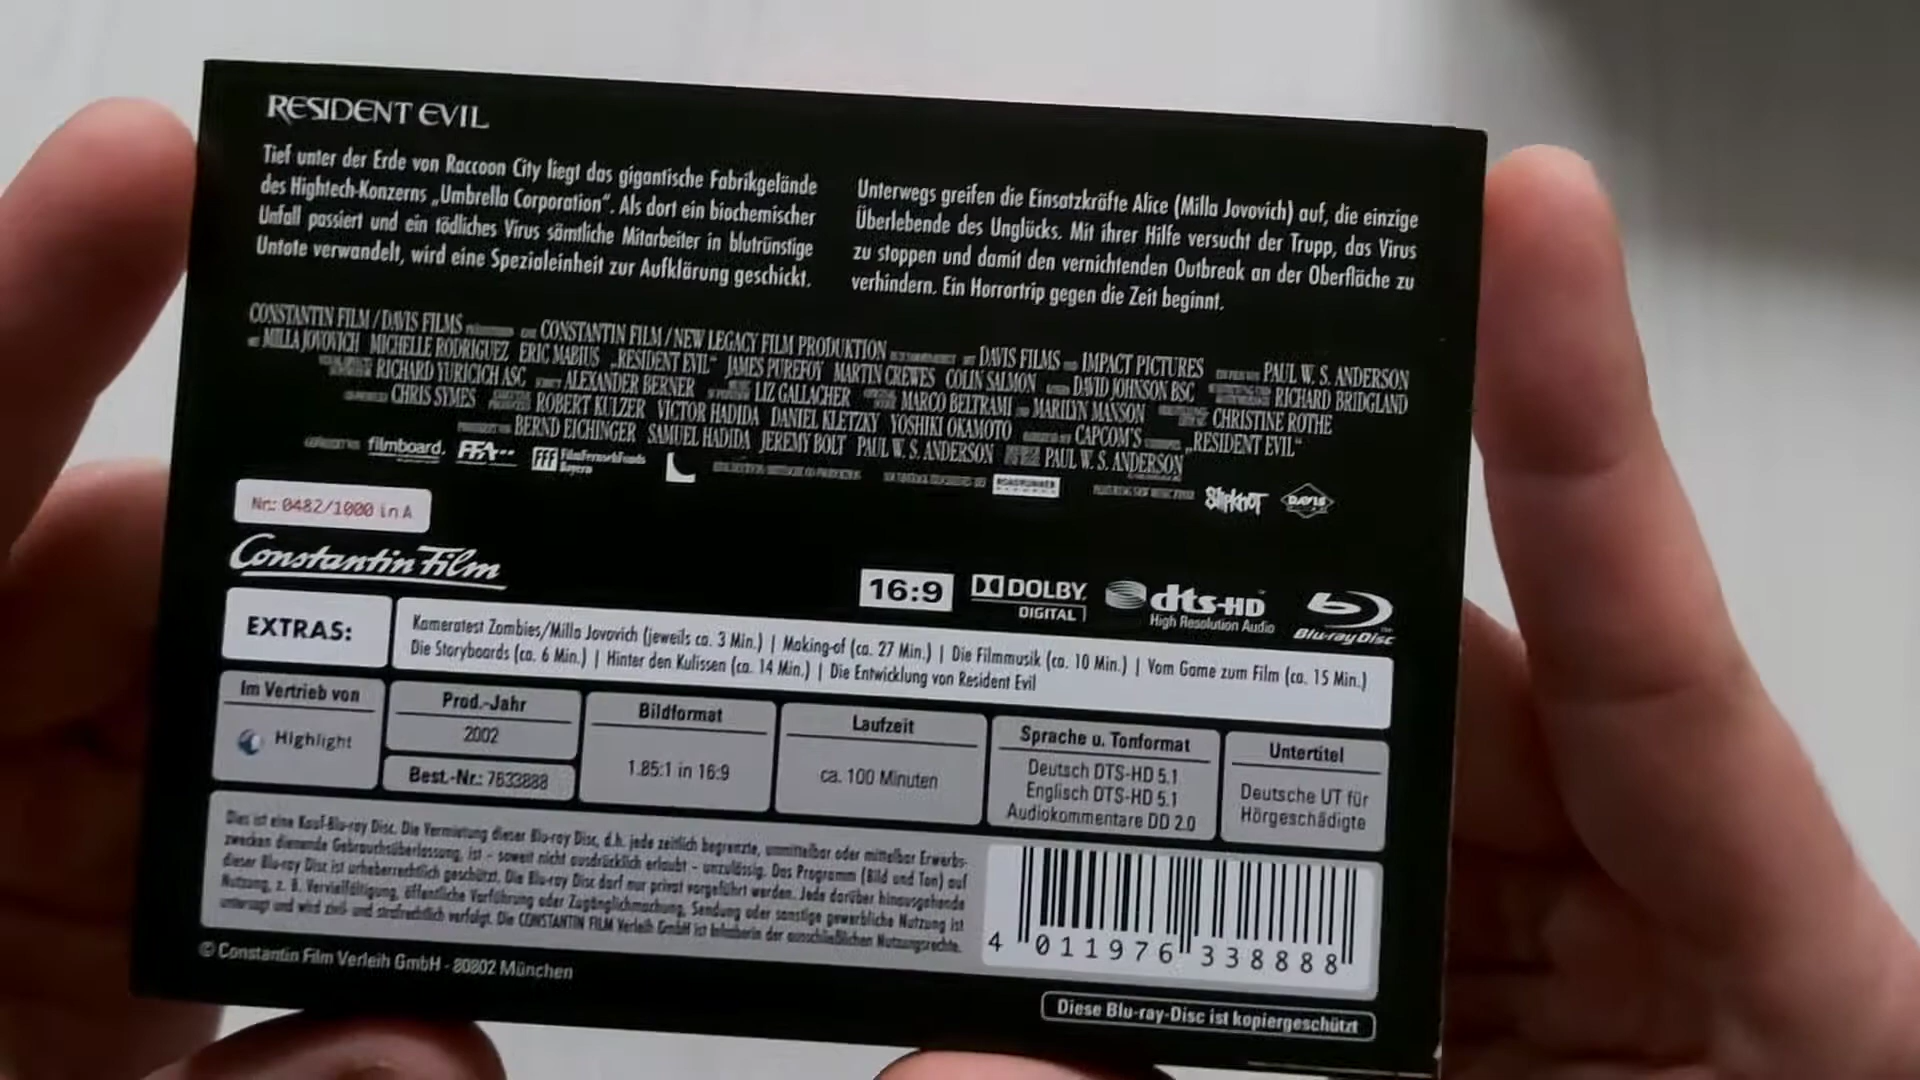 RESIDENT EVIL
Tief unter der Erde von Raccoon City liegt das gigantische Fabrikgelände
des Hightech-Konzerns „Umbrella Corporation“. Als dort ein biochemischer
Unfall passiert und ein tödliches Virus sämtliche Mitarbeiter in blutrünstige
Untote verwandelt, wird eine Spezialeinheit zur Aufklärung geschickt.
Unterwegs greifen die Einsatzkräfte Alice (Milla Jovovich) auf, die einzige
Überlebende des Unglücks. Mit ihrer Hilfe versucht der Trupp, das Virus
zu stoppen und damit den vernichtenden Outbreak an der Oberfläche zu
verhindern. Ein Horrortrip gegen die Zeit beginnt.
CONSTANTIN FILM / DAVIS FILMS CONSTANTIN FILM / NEW LEGACY FILM PRODUKTION DAVIS FILMS IMPACT PICTURES PAUL W. S. ANDERSON
MILLA JOVOVICH MICHELLE RODRIGUEZ ERIC MABIUS „RESIDENT EVIL“ JAMES PUREFOY MARTIN CREWES COLIN SALMON DAVID JOHNSON BSC RICHARD BRIDGLAND
RICHARD YURICICH ASC ALEXANDER BERNER LIZ GALLACHER MARCO BELTRAMI MARILYN MANSON CHRISTINE ROTHE
CHRIS SYMES ROBERT KULZER VICTOR HADIDA DANIEL KLETZKY YOSHIKI OKAMOTO CAPCOM'S „RESIDENT EVIL“
BERND EICHINGER SAMUEL HADIDA JEREMY BOLT PAUL W. S. ANDERSON PAUL W. S. ANDERSON
filmboard. FFA FFF FilmFernsehFonds Bayern ROADRUNNER SlipKnoT DAVIS
Nr.: 0482/1000 in A
Constantin Film
16:9 DOLBY DIGITAL dts-HD High Resolution Audio Blu-ray Disc
EXTRAS:
Kameratest Zombies/Milla Jovovich (jeweils ca. 3 Min.) | Making-of (ca. 27 Min.) | Die Filmmusik (ca. 10 Min.) | Vom Game zum Film (ca. 15 Min.)
Die Storyboards (ca. 6 Min.) | Hinter den Kulissen (ca. 14 Min.) | Die Entwicklung von Resident Evil
Im Vertrieb von
Highlight
Prod.-Jahr
2002
Best.-Nr.: 7633888
Bildformat
1.85:1 in 16:9
Laufzeit
ca. 100 Minuten
Sprache u. Tonformat
Deutsch DTS-HD 5.1
Englisch DTS-HD 5.1
Audiokommentare DD 2.0
Untertitel
Deutsche UT für
Hörgeschädigte
Dies ist eine Kauf-Blu-ray Disc. Die Vermietung dieser Blu-ray Disc, d.h. jede zeitlich begrenzte, unmittelbar oder mittelbar Erwerbs-
zwecken dienende Gebrauchsüberlassung, ist – soweit nicht ausdrücklich erlaubt – unzulässig. Das Programm (Bild und Ton) auf
dieser Blu-ray Disc ist urheberrechtlich geschützt. Die Blu-ray Disc darf nur privat vorgeführt werden. Jede darüber hinausgehende
Nutzung, z. B. Vervielfältigung, öffentliche Vorführung oder Zugänglichmachung, Sendung oder sonstige gewerbliche Nutzung ist
untersagt und wird zivil- und strafrechtlich verfolgt. Die CONSTANTIN FILM Verleih GmbH ist Inhaberin der ausschließlichen Nutzungsrechte.
4 011976 338888
© Constantin Film Verleih GmbH - 80802 München
Diese Blu-ray-Disc ist kopiergeschützt